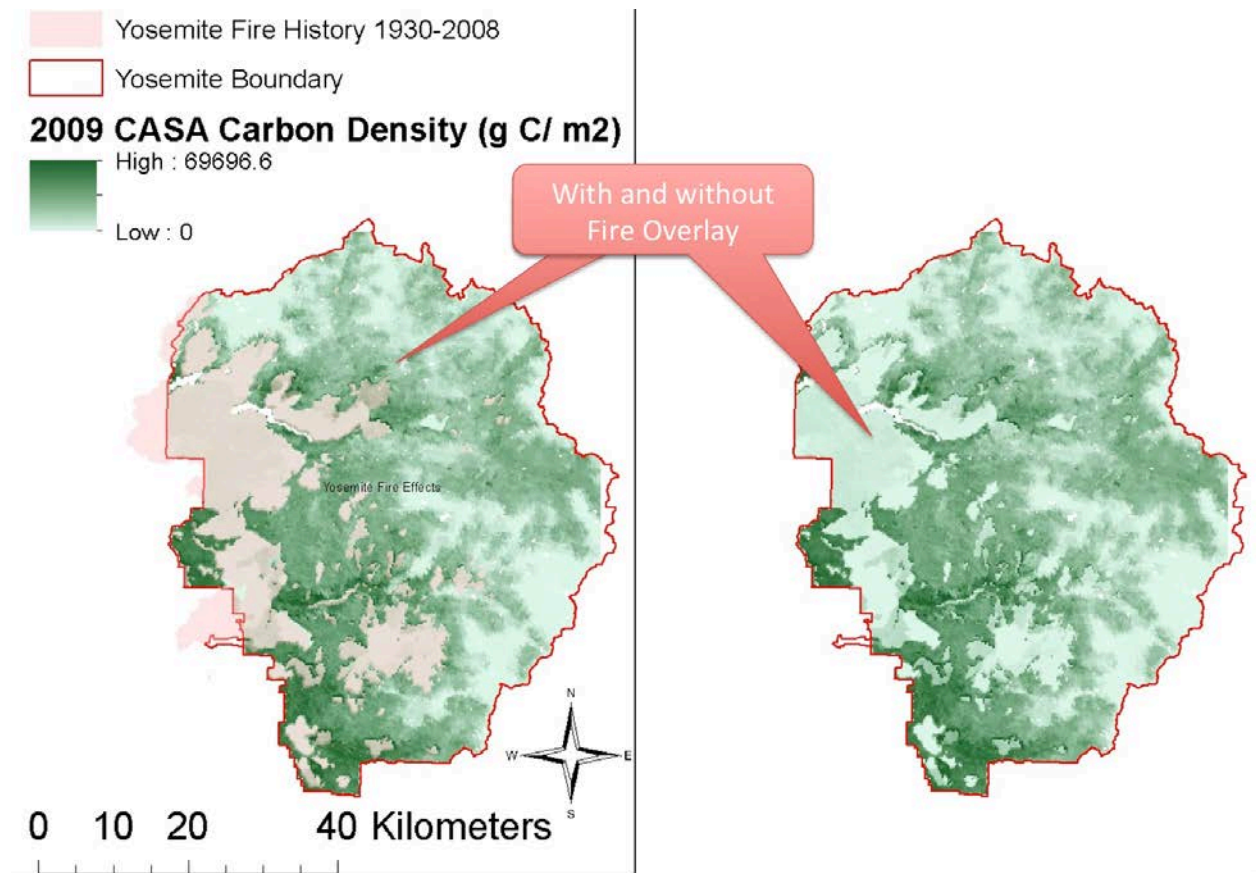 Yosemite Fire History 1930-2008
Yosemite Boundary
2009 CASA Carbon Density (g C/ m2)
High : 69696.6
Low : 0
With and without
Fire Overlay
Yosemite Fire Effects
N
W
E
S
0 10 20 40 Kilometers